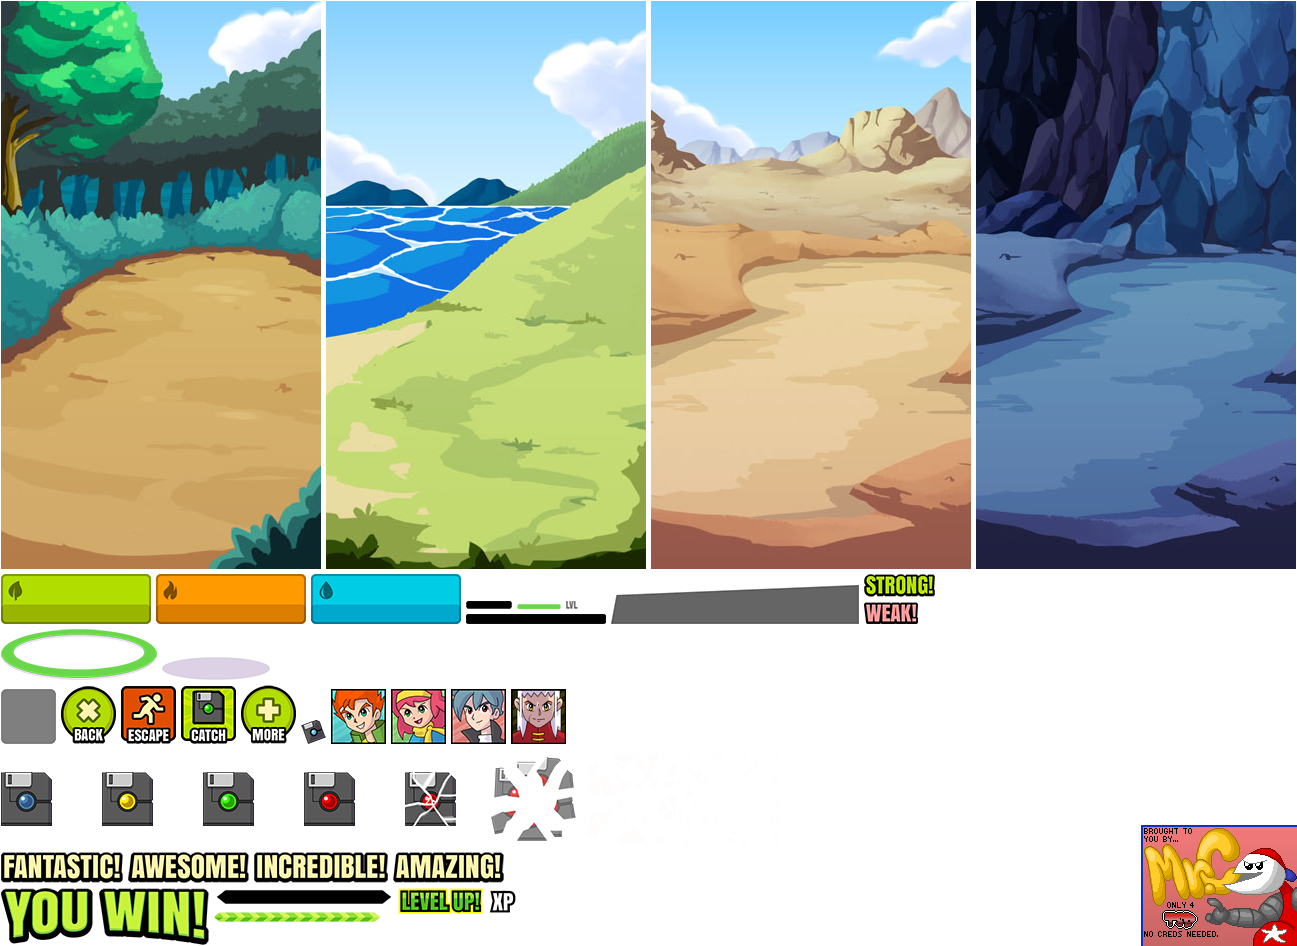 LVL
STRONG!
WEAK!
BACK
ESCAPE
CATCH
MORE
FANTASTIC! AWESOME! INCREDIBLE! AMAZING!
YOU WIN!
LEVEL UP! XP
BROUGHT TO
YOU BY...
Mr. C
ONLY 4
NO CREDS NEEDED.